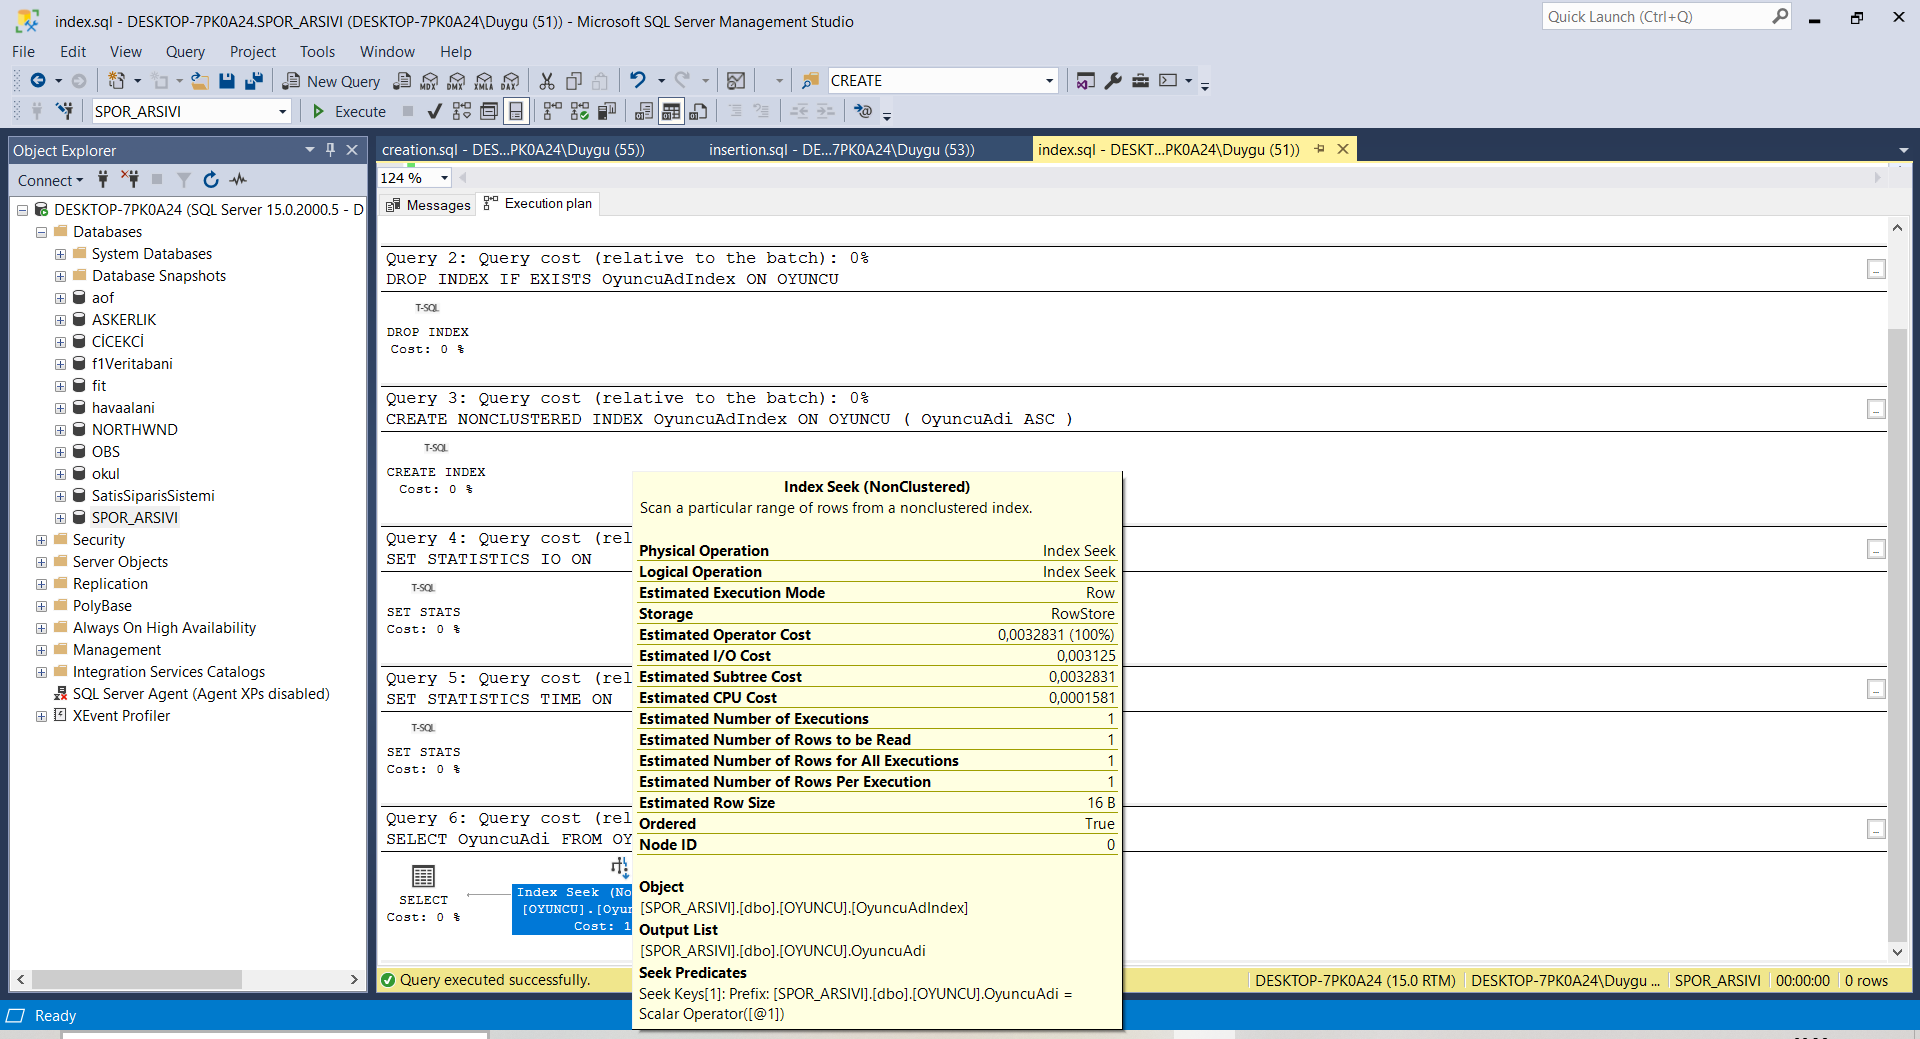 index.sql - DESKTOP-7PK0A24.SPOR_ARSIVI (DESKTOP-7PK0A24\Duygu (51)) - Microsoft SQL Server Management Studio
Quick Launch (Ctrl+Q)
File Edit View Query Project Tools Window Help
New Query MDX DMX XMLA DAX CREATE
SPOR_ARSIVI Execute
Object Explorer
creation.sql - DES...PK0A24\Duygu (55)) insertion.sql - DE...7PK0A24\Duygu (53)) index.sql - DESKT...PK0A24\Duygu (51))
Connect
124 %
Messages Execution plan
DESKTOP-7PK0A24 (SQL Server 15.0.2000.5 - D
Databases
System Databases
Database Snapshots
aof
ASKERLIK
CİCEKCİ
f1Veritabani
fit
havaalani
NORTHWND
OBS
okul
SatisSiparisSistemi
SPOR_ARSIVI
Security
Server Objects
Replication
PolyBase
Always On High Availability
Management
Integration Services Catalogs
SQL Server Agent (Agent XPs disabled)
XEvent Profiler
Query 2: Query cost (relative to the batch): 0%
DROP INDEX IF EXISTS OyuncuAdIndex ON OYUNCU
T-SQL
DROP INDEX
Cost: 0 %
Query 3: Query cost (relative to the batch): 0%
CREATE NONCLUSTERED INDEX OyuncuAdIndex ON OYUNCU ( OyuncuAdi ASC )
T-SQL
CREATE INDEX
Cost: 0 %
Query 4: Query cost (rel
SET STATISTICS IO ON
T-SQL
SET STATS
Cost: 0 %
Query 5: Query cost (rel
SET STATISTICS TIME ON
T-SQL
SET STATS
Cost: 0 %
Query 6: Query cost (rel
SELECT OyuncuAdi FROM OY
SELECT
Cost: 0 %
Index Seek (No
[OYUNCU].[Oyun
Cost: 1
Index Seek (NonClustered)
Scan a particular range of rows from a nonclustered index.
Physical Operation Index Seek
Logical Operation Index Seek
Estimated Execution Mode Row
Storage RowStore
Estimated Operator Cost 0,0032831 (100%)
Estimated I/O Cost 0,003125
Estimated Subtree Cost 0,0032831
Estimated CPU Cost 0,0001581
Estimated Number of Executions 1
Estimated Number of Rows to be Read 1
Estimated Number of Rows for All Executions 1
Estimated Number of Rows Per Execution 1
Estimated Row Size 16 B
Ordered True
Node ID 0
Object
[SPOR_ARSIVI].[dbo].[OYUNCU].[OyuncuAdIndex]
Output List
[SPOR_ARSIVI].[dbo].[OYUNCU].OyuncuAdi
Seek Predicates
Seek Keys[1]: Prefix: [SPOR_ARSIVI].[dbo].[OYUNCU].OyuncuAdi =
Scalar Operator([@1])
Query executed successfully. DESKTOP-7PK0A24 (15.0 RTM) DESKTOP-7PK0A24\Duygu ... SPOR_ARSIVI 00:00:00 0 rows
Ready